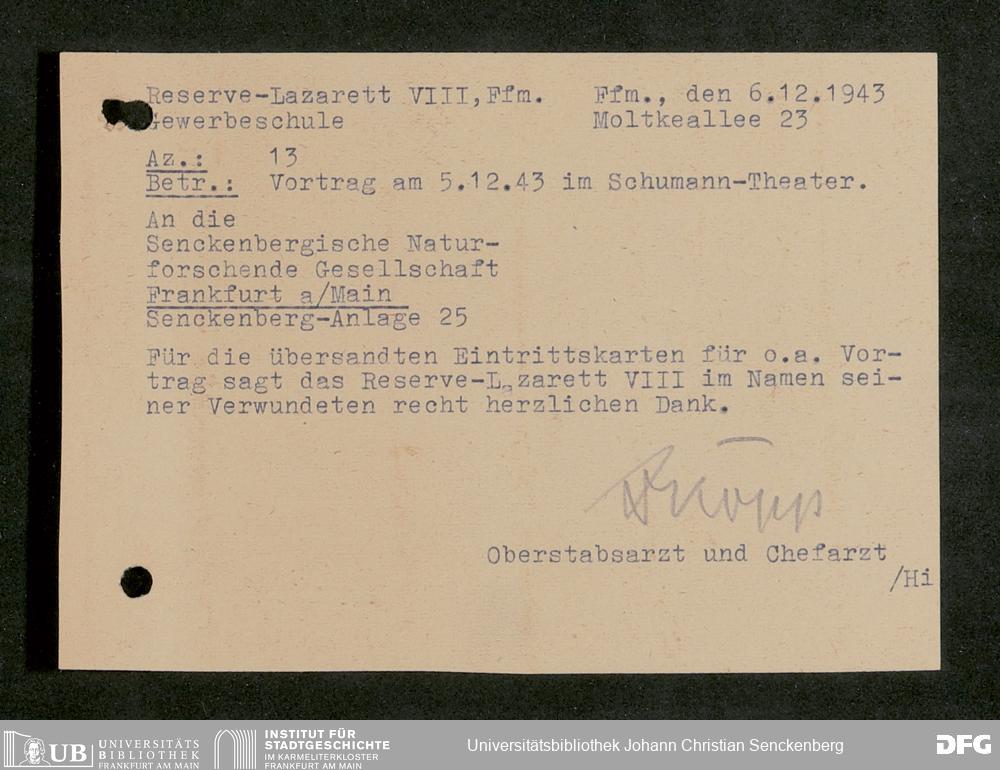 Reserve-Lazarett VIII, Ffm. Ffm., den 6.12.1943
Gewerbeschule Moltkeallee 23
Az.: 13
Betr.: Vortrag am 5.12.43 im Schumann-Theater.
An die
Senckenbergische Natur-
forschende Gesellschaft
Frankfurt a/Main
Senckenberg-Anlage 25
Für die übersandten Eintrittskarten für o.a. Vor-
trag sagt das Reserve-Lazarett VIII im Namen sei-
ner Verwundeten recht herzlichen Dank.
Oberstabsarzt und Chefarzt
/Hi
UB UNIVERSITÄTS
BIBLIOTHEK
FRANKFURT AM MAIN
INSTITUT FÜR
STADTGESCHICHTE
IM KARMELITERKLOSTER
FRANKFURT AM MAIN
Universitätsbibliothek Johann Christian Senckenberg
DFG